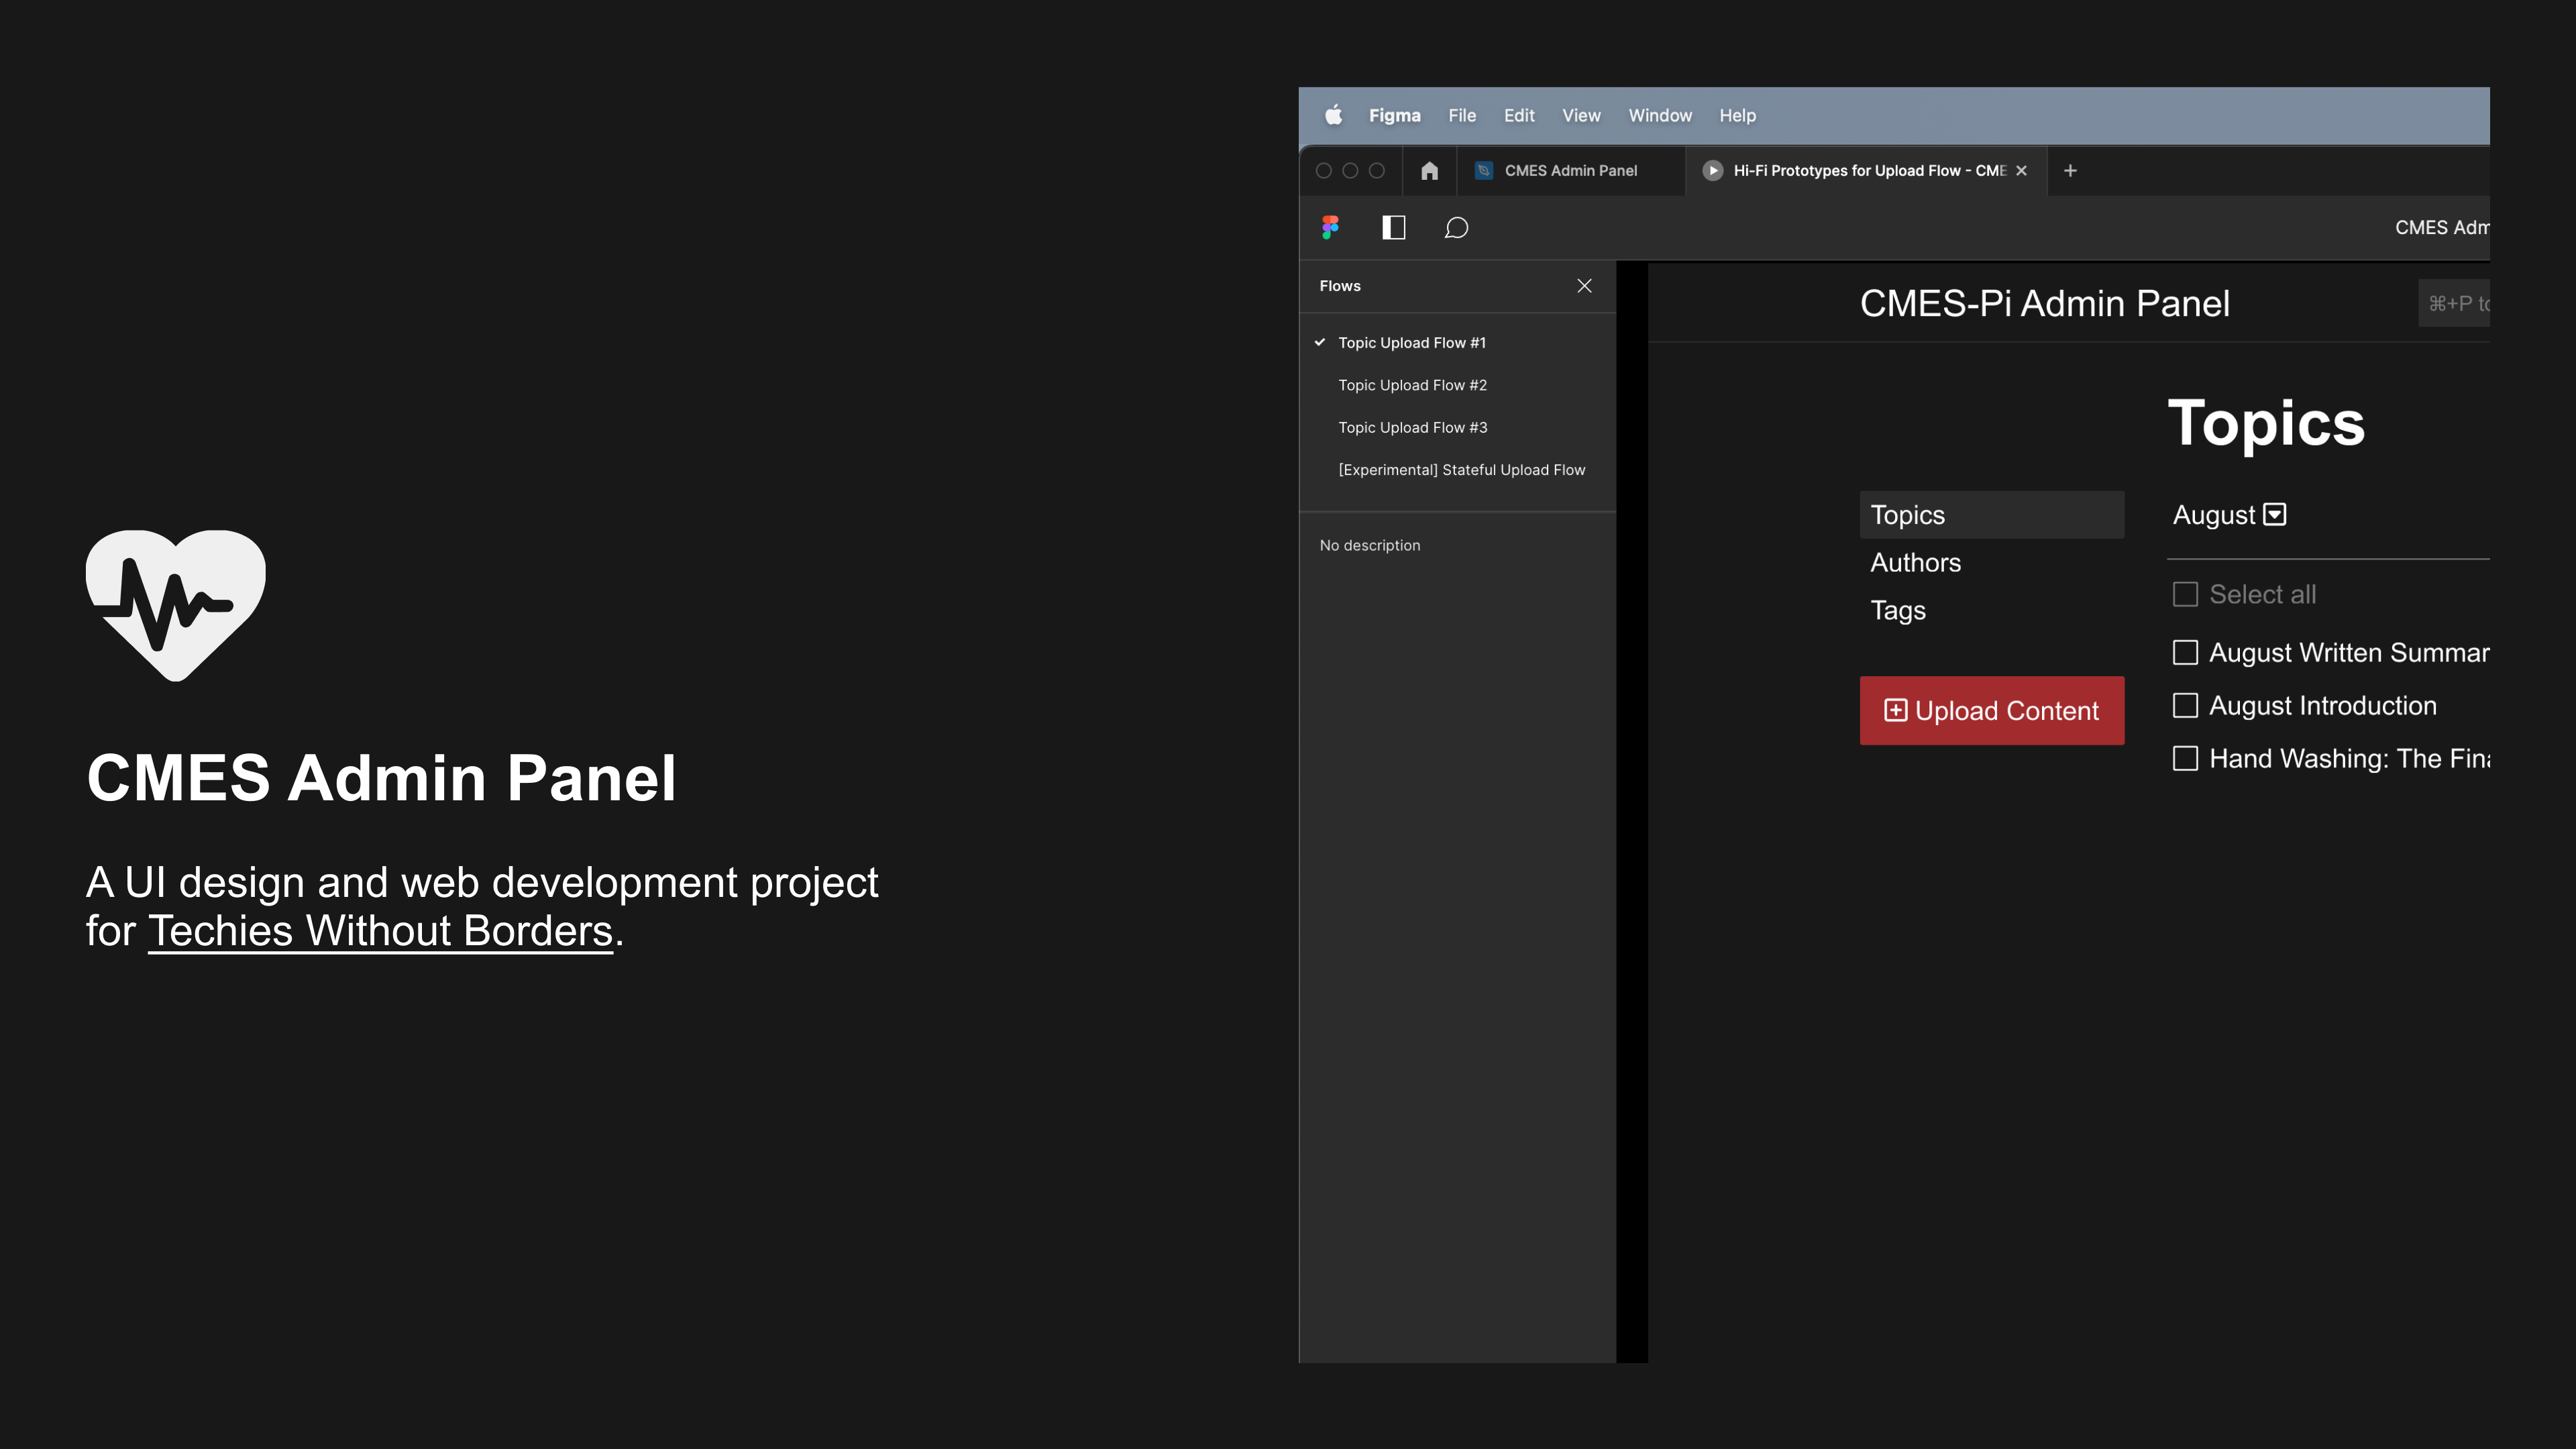 CMES Admin Panel
A UI design and web development project
for Techies Without Borders.
Figma File Edit View Window Help
CMES Admin Panel
Hi-Fi Prototypes for Upload Flow - CME
CMES Adm
Flows
Topic Upload Flow #1
Topic Upload Flow #2
Topic Upload Flow #3
[Experimental] Stateful Upload Flow
No description
CMES-Pi Admin Panel
⌘+P to
Topics
Authors
Tags
Upload Content
Topics
August
Select all
August Written Summar
August Introduction
Hand Washing: The Fina